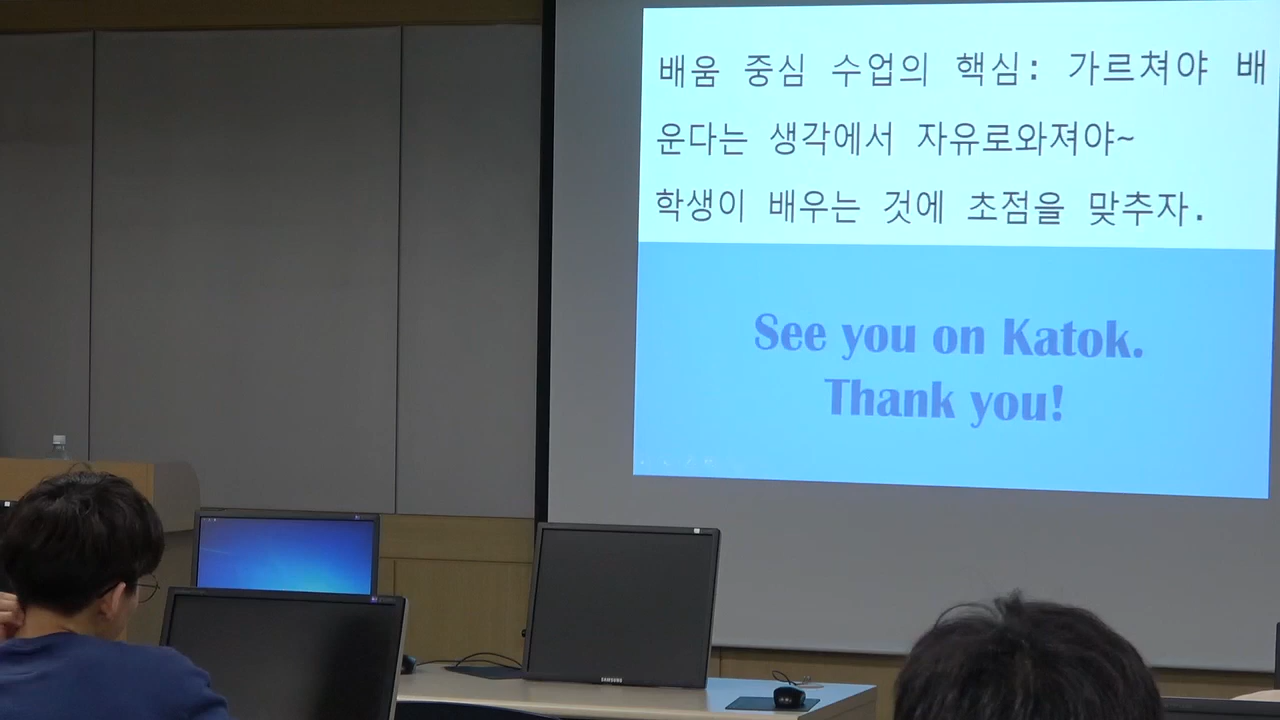 배움 중심 수업의 핵심: 가르쳐야 배
운다는 생각에서 자유로와져야~
학생이 배우는 것에 초점을 맞추자.
See you on Katok.
Thank you!
SAMSUNG